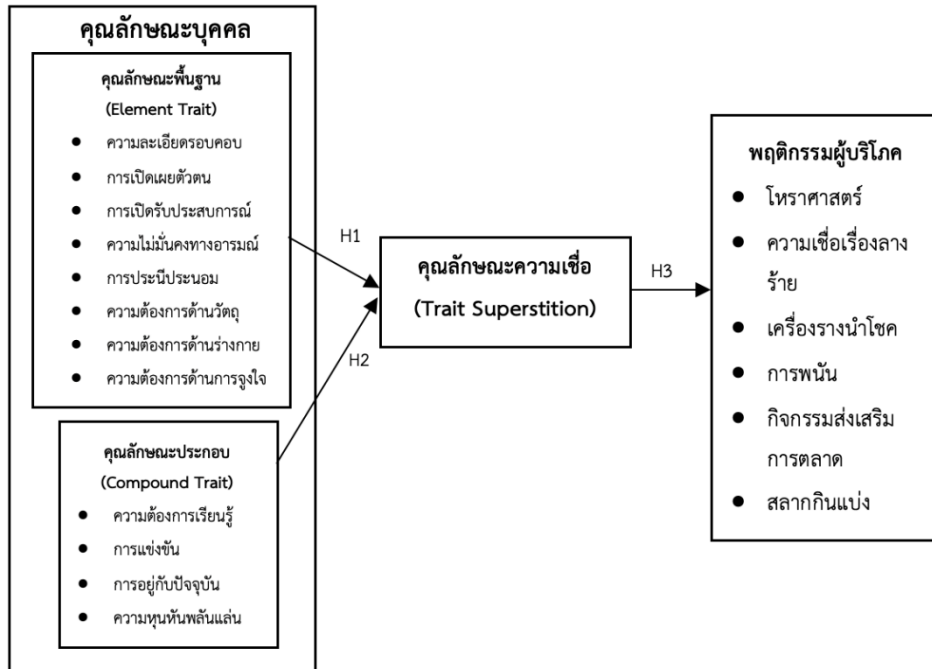 คุณลักษณะบุคคล
คุณลักษณะพื้นฐาน
(Element Trait)
● ความละเอียดรอบคอบ
● การเปิดเผยตัวตน
● การเปิดรับประสบการณ์
● ความไม่มั่นคงทางอารมณ์
● การประนีประนอม
● ความต้องการด้านวัตถุ
● ความต้องการด้านร่างกาย
● ความต้องการด้านการจูงใจ
คุณลักษณะประกอบ
(Compound Trait)
● ความต้องการเรียนรู้
● การแข่งขัน
● การอยู่กับปัจจุบัน
● ความหุนหันพลันแล่น
H1
H2
คุณลักษณะความเชื่อ
(Trait Superstition)
H3
พฤติกรรมผู้บริโภค
● โหราศาสตร์
● ความเชื่อเรื่องลาง
ร้าย
● เครื่องรางนำโชค
● การพนัน
● กิจกรรมส่งเสริม
การตลาด
● สลากกินแบ่ง